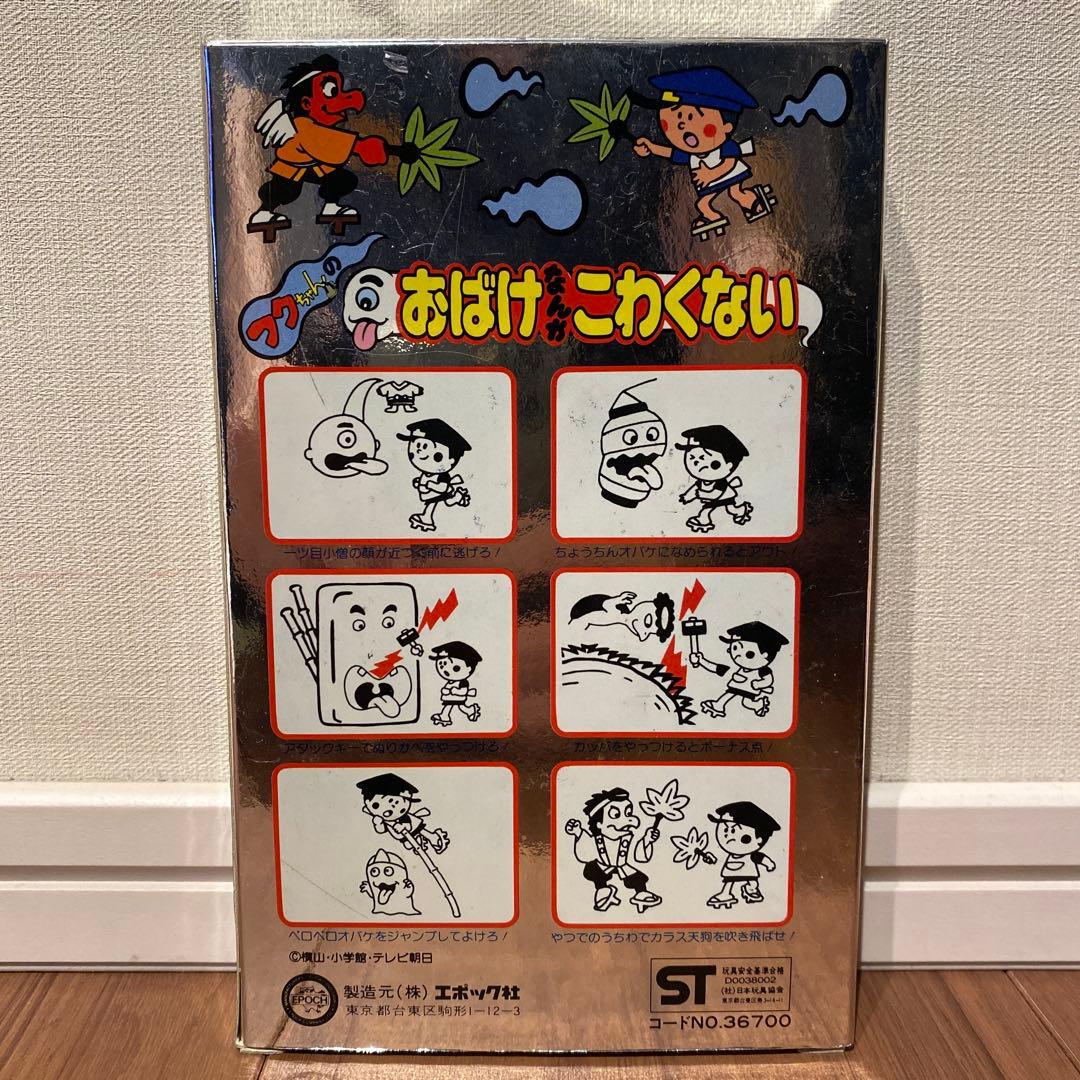 フクちゃんの
おばけなんかこわくない
一ツ目小僧の顔が近づく前に逃げろ!
ちょうちんオバケになめられるとアウト!
アタックキーでぬりかべをやっつけろ!
カッパをやっつけるとボーナス点!
ペロペロオバケをジャンプしてよけろ!
やつでのうちわでカラス天狗を吹き飛ばせ!
©横山・小学館・テレビ朝日
EPOCH
製造元(株)エポック社
東京都台東区駒形1-12-3
ST
玩具安全基準合格
D0038002
(社)日本玩具協会
コードNO.36700